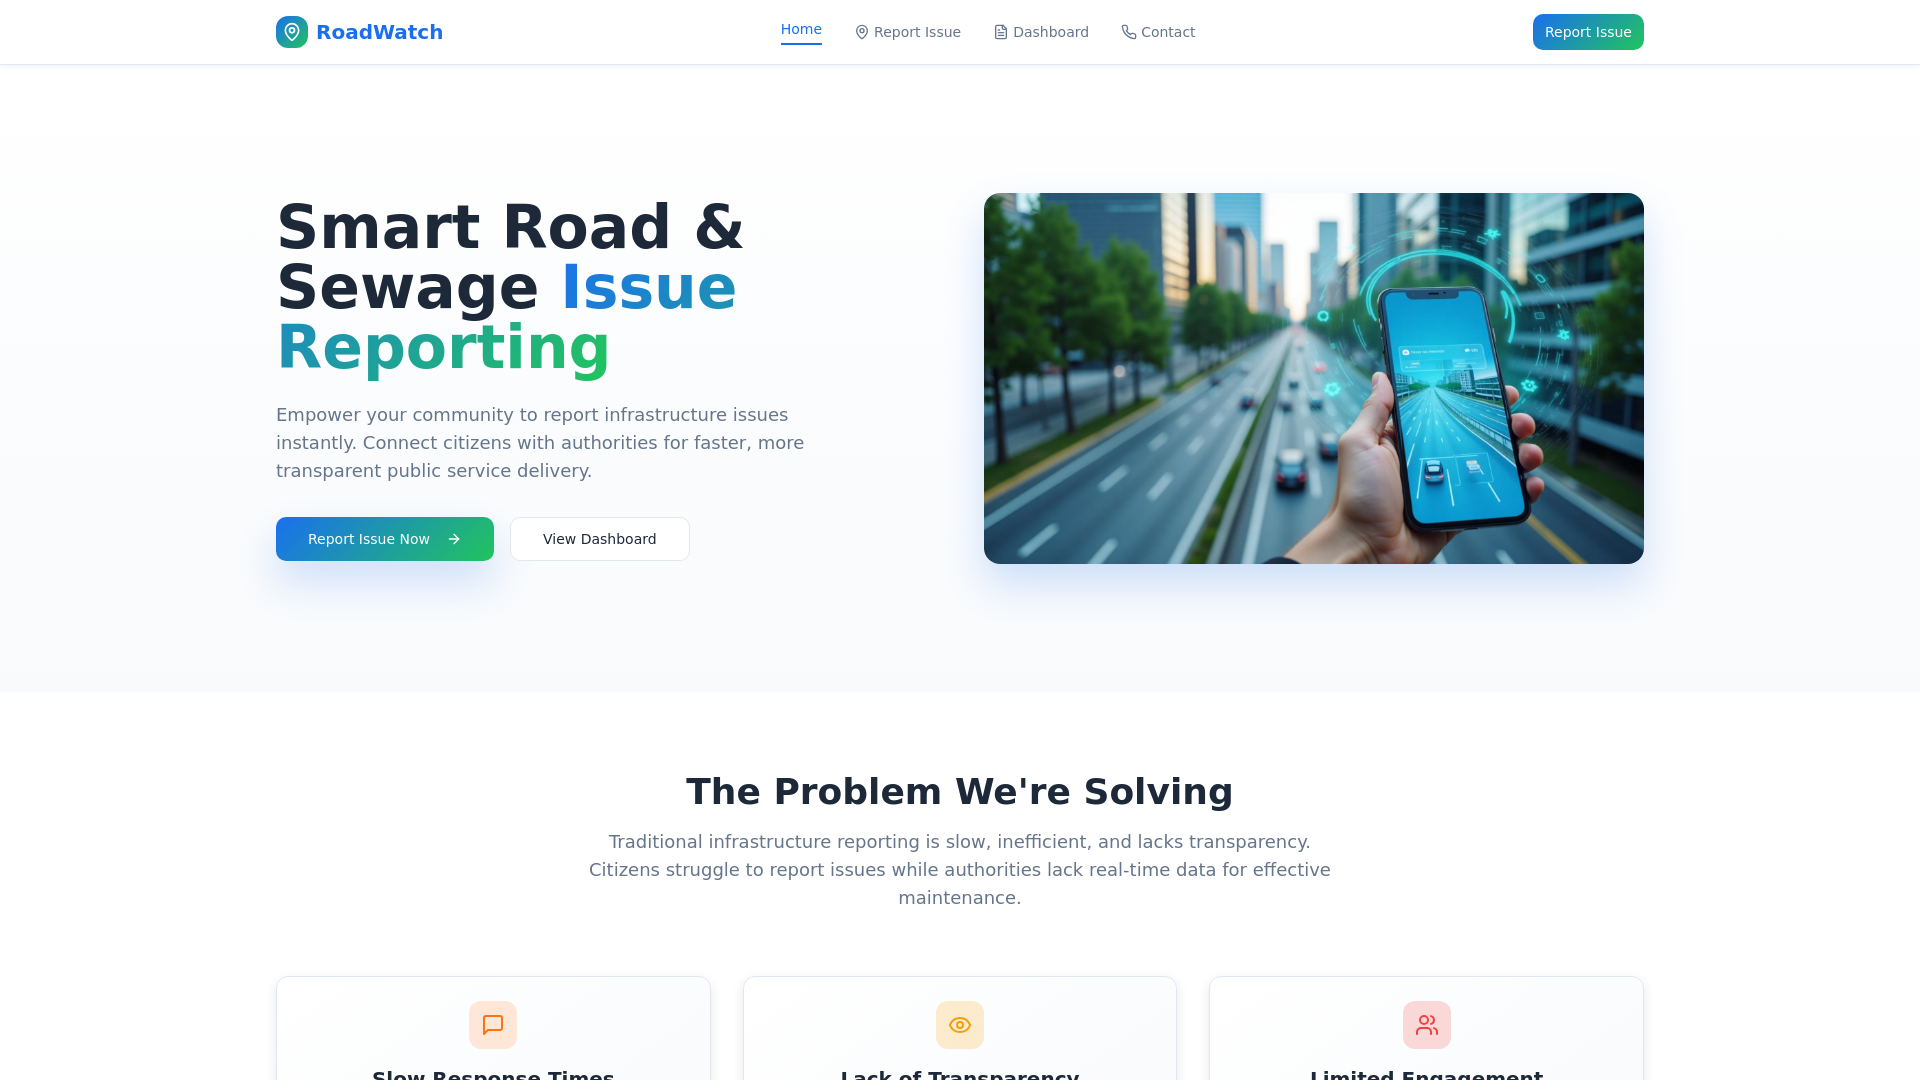 RoadWatch
Home
Report Issue
Dashboard
Contact
Report Issue
Smart Road &
Sewage Issue
Reporting
Empower your community to report infrastructure issues
instantly. Connect citizens with authorities for faster, more
transparent public service delivery.
Report Issue Now
View Dashboard
The Problem We're Solving
Traditional infrastructure reporting is slow, inefficient, and lacks transparency.
Citizens struggle to report issues while authorities lack real-time data for effective
maintenance.
Slow Response Times
Lack of Transparency
Limited Engagement